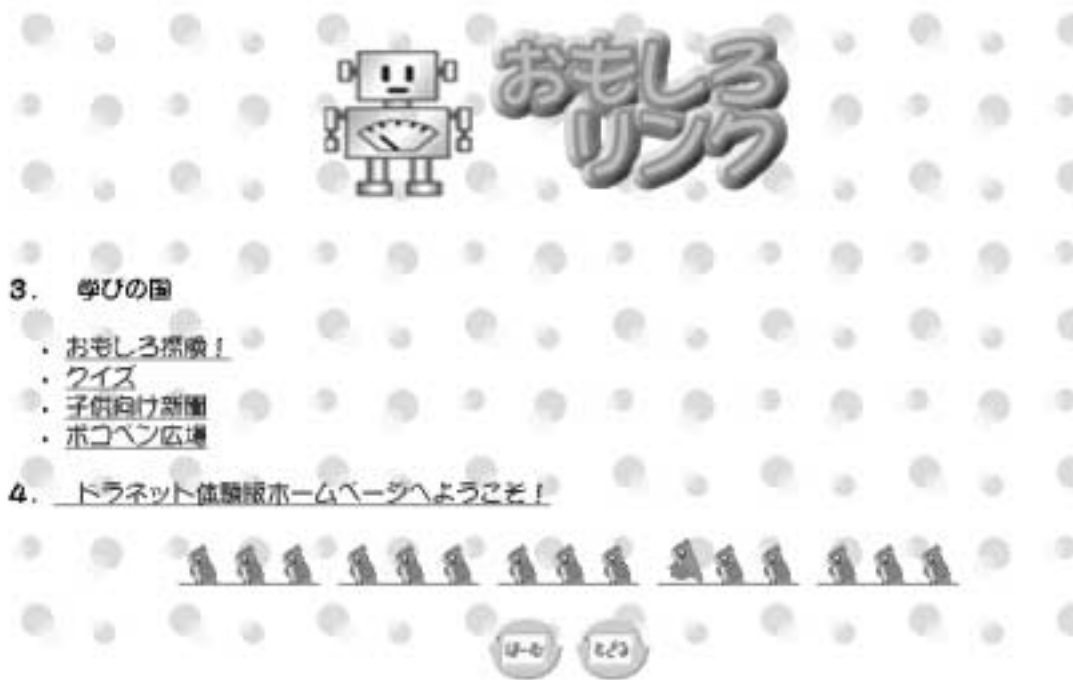 おもしろ
リンク
3. 学びの国
・ おもしろ探険！
・ クイズ
・ 子供向け新聞
・ ポコペン広場
4. トラネット体験版ホームページへようこそ！
ほーむ
もどる